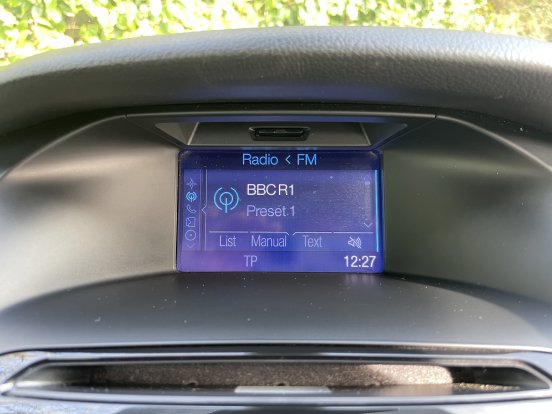 Radio < FM
BBC R1
Preset 1
List Manual Text
TP 12:27